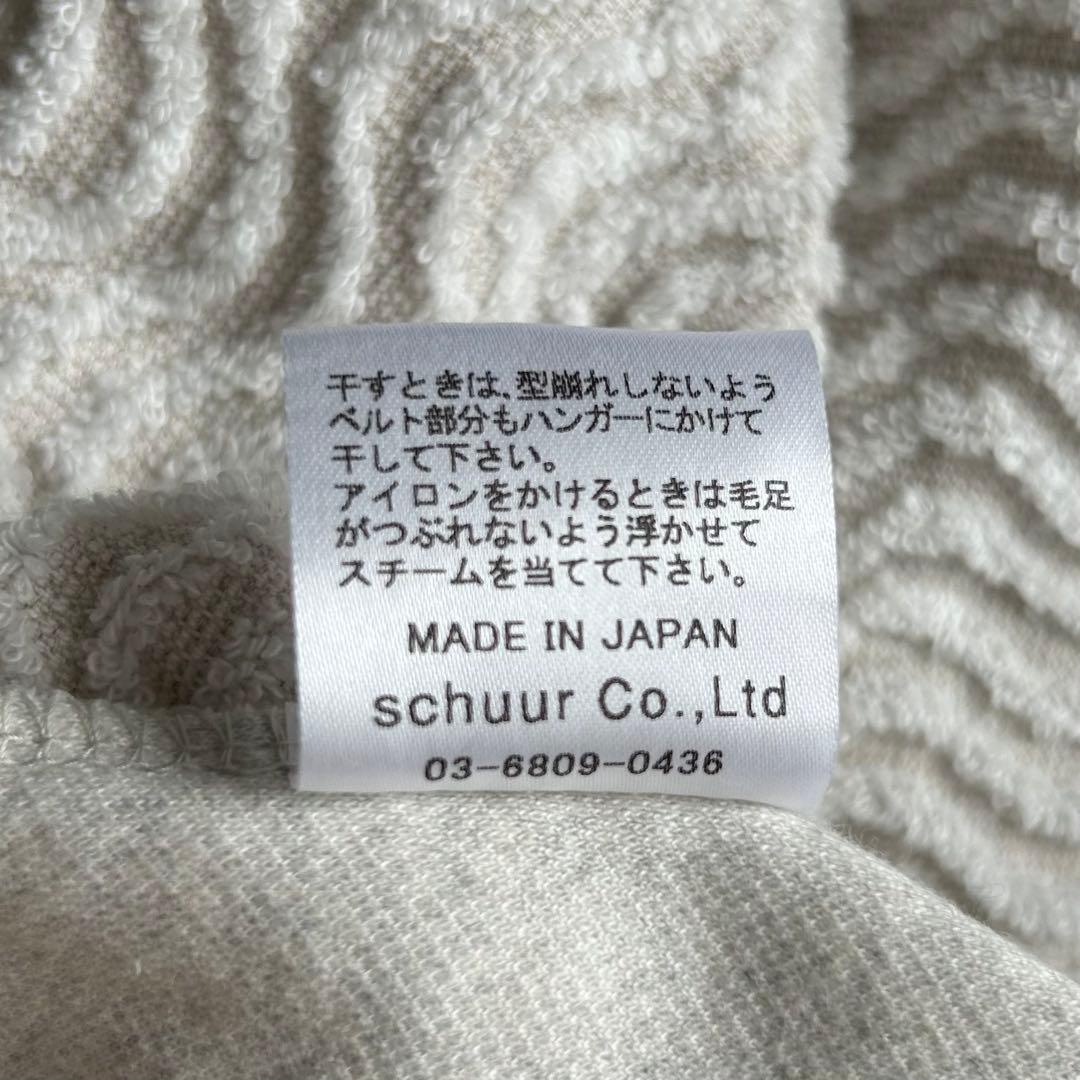 干すときは、型崩れしないよう
ベルト部分もハンガーにかけて
干して下さい。
アイロンをかけるときは毛足
がつぶれないよう浮かせて
スチームを当てて下さい。
MADE IN JAPAN
schuur Co.,Ltd
03-6809-0436